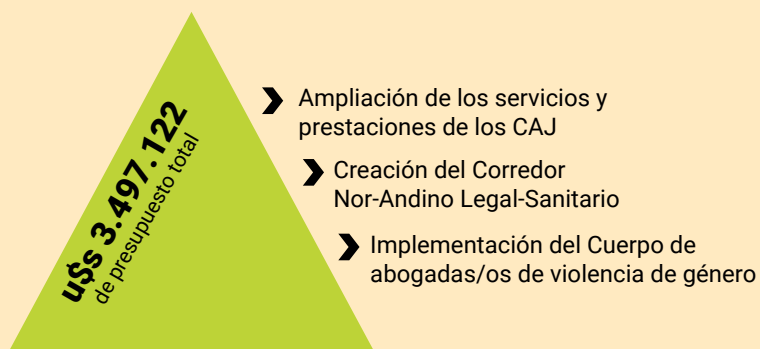 u$s 3.497.122
de presupuesto total
Ampliación de los servicios y
prestaciones de los CAJ
Creación del Corredor
Nor-Andino Legal-Sanitario
Implementación del Cuerpo de
abogadas/os de violencia de género